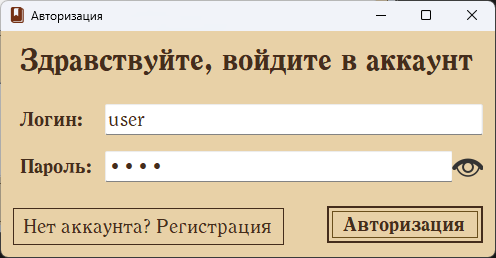 Авторизация
Здравствуйте, войдите в аккаунт
Логин: user
Пароль: ••••
Нет аккаунта? Регистрация Авторизация